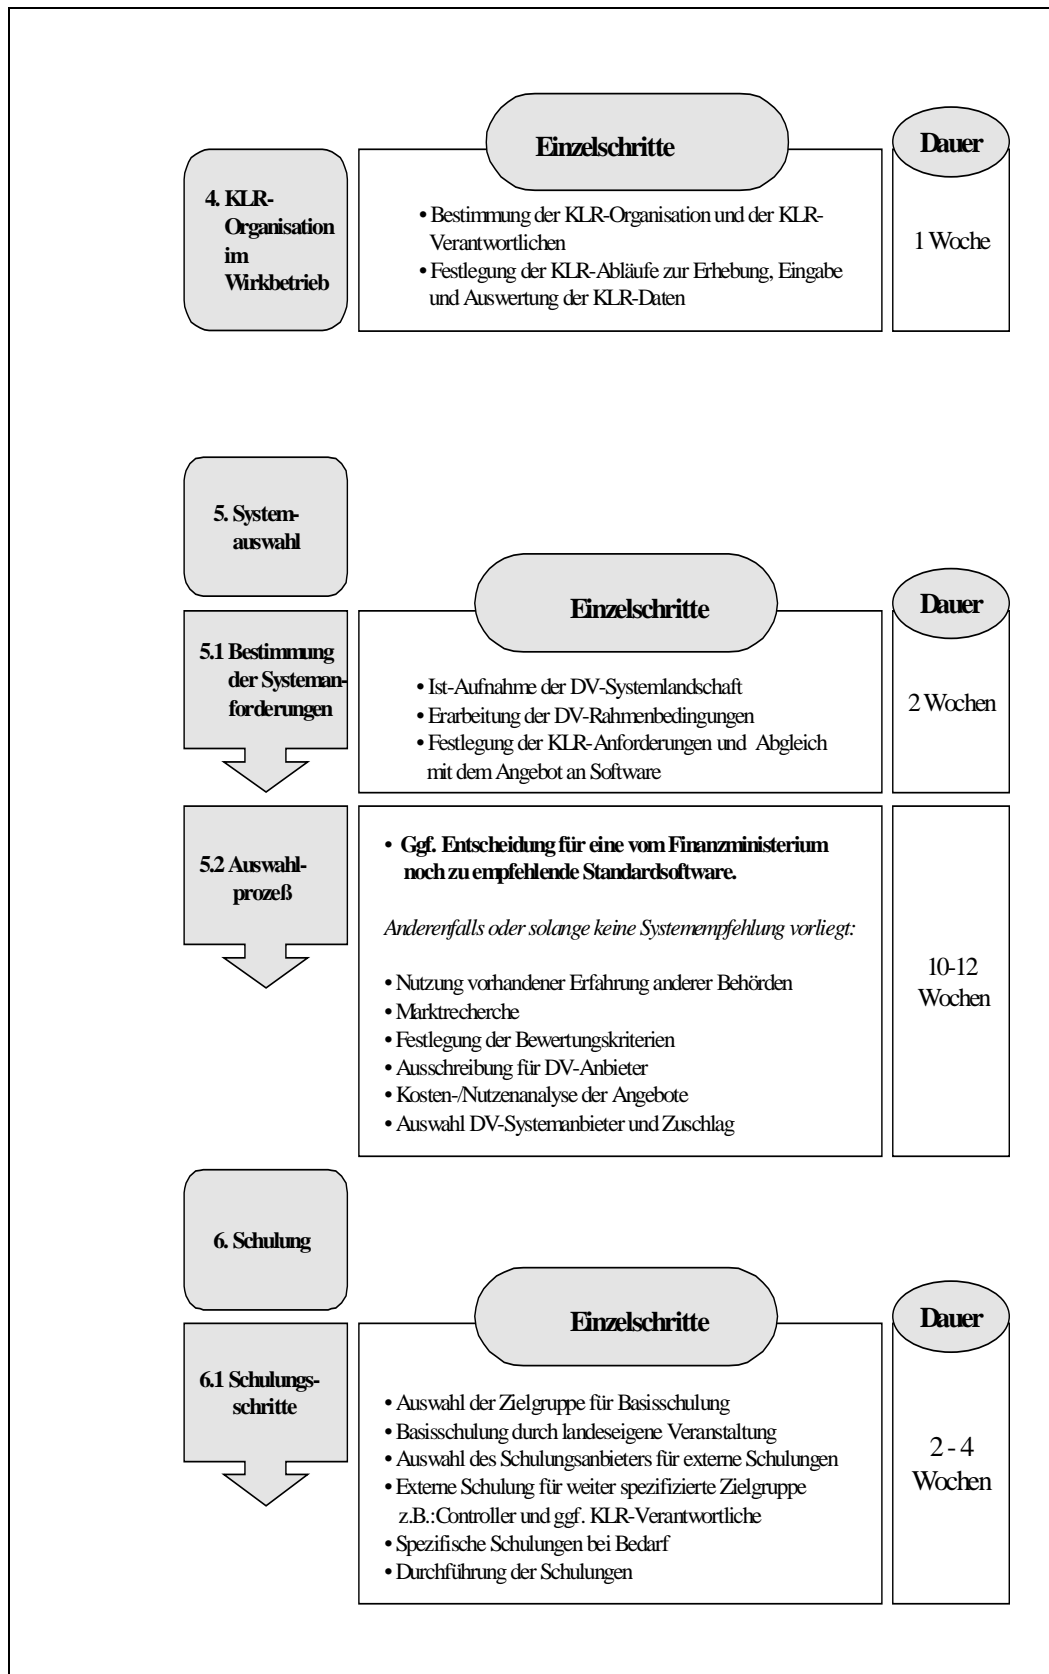 Einzelschritte
Dauer
4. KLR-
Organisation
im
Wirkbetrieb
• Bestimmung der KLR-Organisation und der KLR-
Verantwortlichen
• Festlegung der KLR-Abläufe zur Erhebung, Eingabe
und Auswertung der KLR-Daten
1 Woche
5. System-
auswahl
Einzelschritte
Dauer
5.1 Bestimmung
der Systeman-
forderungen
• Ist-Aufnahme der DV-Systemlandschaft
• Erarbeitung der DV-Rahmenbedingungen
• Festlegung der KLR-Anforderungen und Abgleich
mit dem Angebot an Software
2 Wochen
5.2 Auswahl-
prozeß
• Ggf. Entscheidung für eine vom Finanzministerium
noch zu empfehlende Standardsoftware.
Anderenfalls oder solange keine Systemempfehlung vorliegt:
• Nutzung vorhandener Erfahrung anderer Behörden
• Marktrecherche
• Festlegung der Bewertungskriterien
• Ausschreibung für DV-Anbieter
• Kosten-/Nutzenanalyse der Angebote
• Auswahl DV-Systemanbieter und Zuschlag
10-12
Wochen
6. Schulung
Einzelschritte
Dauer
6.1 Schulungs-
schritte
• Auswahl der Zielgruppe für Basisschulung
• Basisschulung durch landeseigene Veranstaltung
• Auswahl des Schulungsanbieters für externe Schulungen
• Externe Schulung für weiter spezifizierte Zielgruppe
z.B.:Controller und ggf. KLR-Verantwortliche
• Spezifische Schulungen bei Bedarf
• Durchführung der Schulungen
2 - 4
Wochen